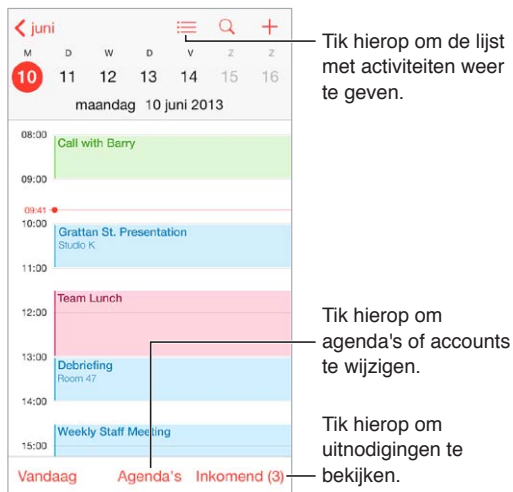 juni
M D W D V Z Z
10 11 12 13 14 15 16
maandag 10 juni 2013
08:00
Call with Barry
09:00
09:41
10:00
Grattan St. Presentation
Studio K
11:00
Team Lunch
12:00
13:00
Debriefing
Room 47
14:00
Weekly Staff Meeting
15:00
Vandaag Agenda's Inkomend (3)
Tik hierop om de lijst
met activiteiten weer
te geven.
Tik hierop om
agenda's of accounts
te wijzigen.
Tik hierop om
uitnodigingen te
bekijken.